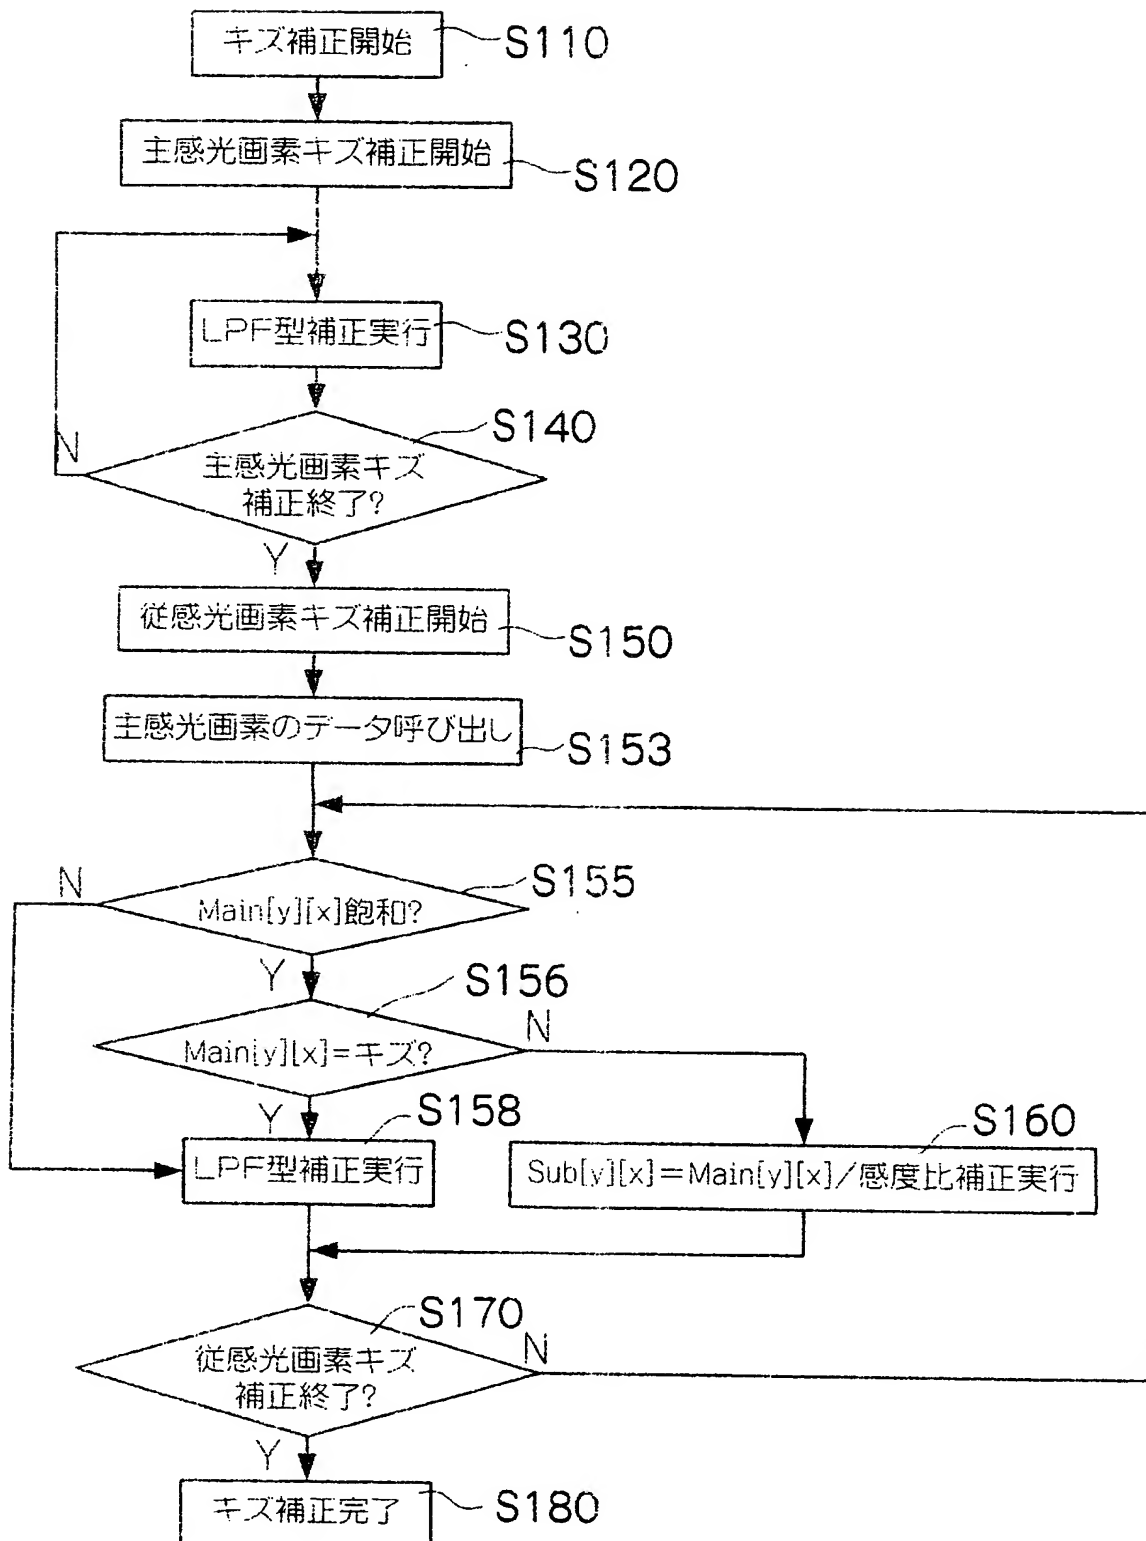 キズ補正開始
S110
主感光画素キズ補正開始
S120
LPF型補正実行
S130
N
S140
主感光画素キズ
補正終了?
Y
従感光画素キズ補正開始
S150
主感光画素のデータ呼び出し
S153
N
S155
Main[y][x]飽和?
Y
S156
N
Main[y][x]=キズ?
Y
S158
LPF型補正実行
S160
Sub[y][x]=Main[y][x]/感度比補正実行
S170
N
従感光画素キズ
補正終了?
Y
キズ補正完了
S180